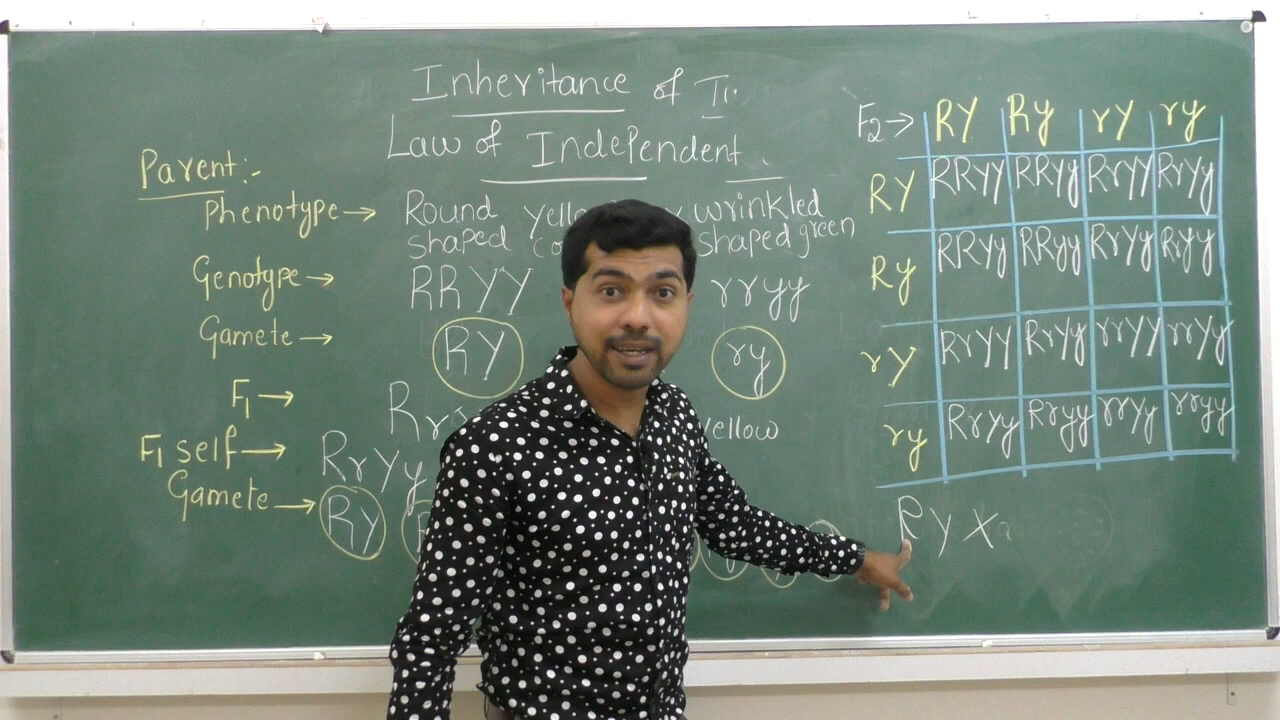 Inheritance of
Law of Independent
Parent:-
Phenotype→ Round wrinkled
shaped shaped green
Genotype→ RRYY rryy
Gamete→ RY ry
F1→ yellow
F1 self→ RrYy
Gamete→ RY
F2→ RY Ry rY ry
RY RRYY RRYy RrYY RrYy
Ry RRYy RRyy RrYy Rryy
rY RrYY RrYy rrYY rrYy
ry RrYy Rryy rrYy rryy
R y X